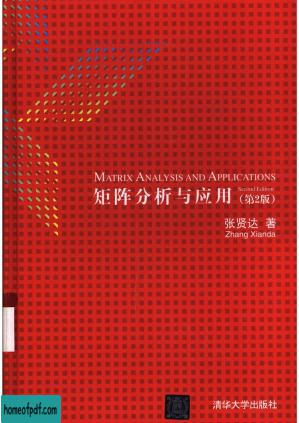 MATRIX ANALYSIS AND APPLICATIONS
Second Edition
矩阵分析与应用(第2版)
张贤达 著
Zhang Xianda
清华大学出版社
homeofpdf.com